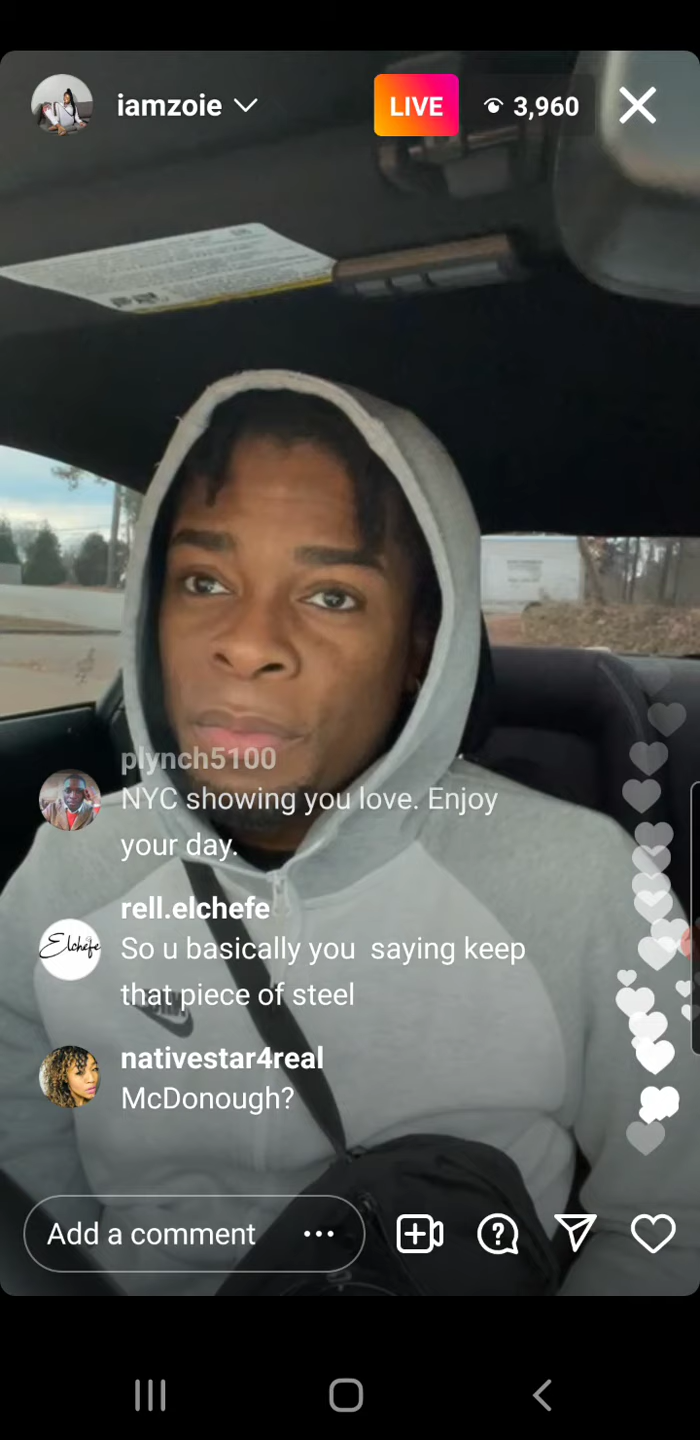 iamzoie
LIVE
3,960
plynch5100
NYC showing you love. Enjoy
your day.
Elchefe
rell.elchefe
So u basically you saying keep
that piece of steel
nativestar4real
McDonough?
Add a comment